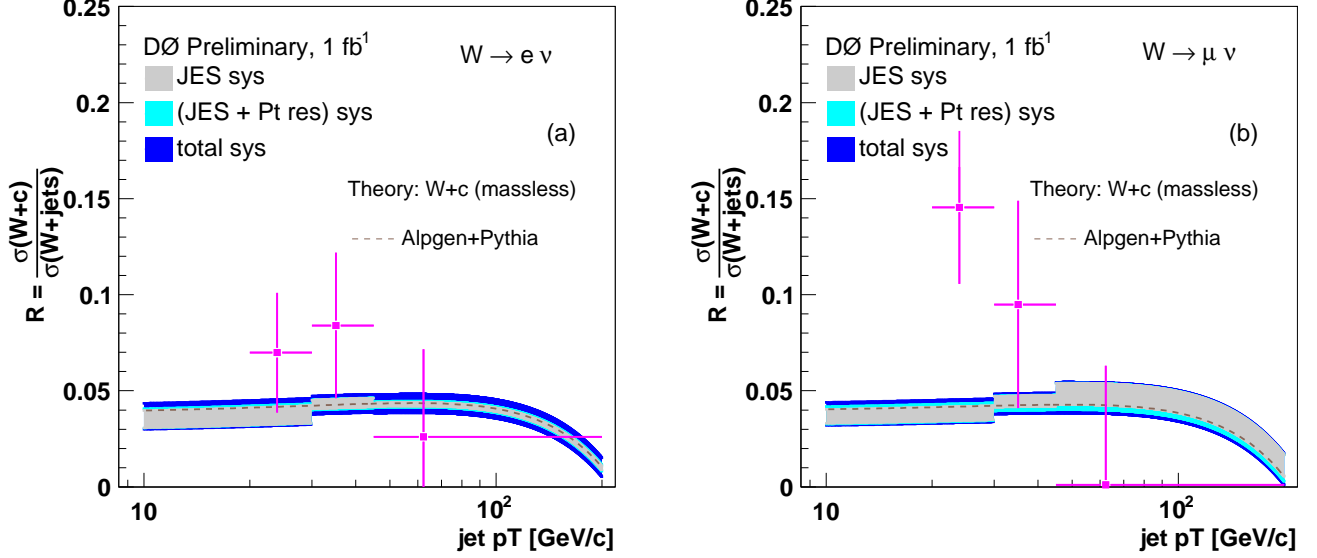 0.25
0.2
0.15
0.1
0.05
0
R = σ(W+c)
σ(W+jets)
DØ Preliminary, 1 fb-1
W → e ν
JES sys
(JES + Pt res) sys
(a)
total sys
Theory: W+c (massless)
Alpgen+Pythia
10
10²
jet pT [GeV/c]
0.25
0.2
0.15
0.1
0.05
0
R = σ(W+c)
σ(W+jets)
DØ Preliminary, 1 fb-1
W → μ ν
JES sys
(JES + Pt res) sys
(b)
total sys
Theory: W+c (massless)
Alpgen+Pythia
10
10²
jet pT [GeV/c]